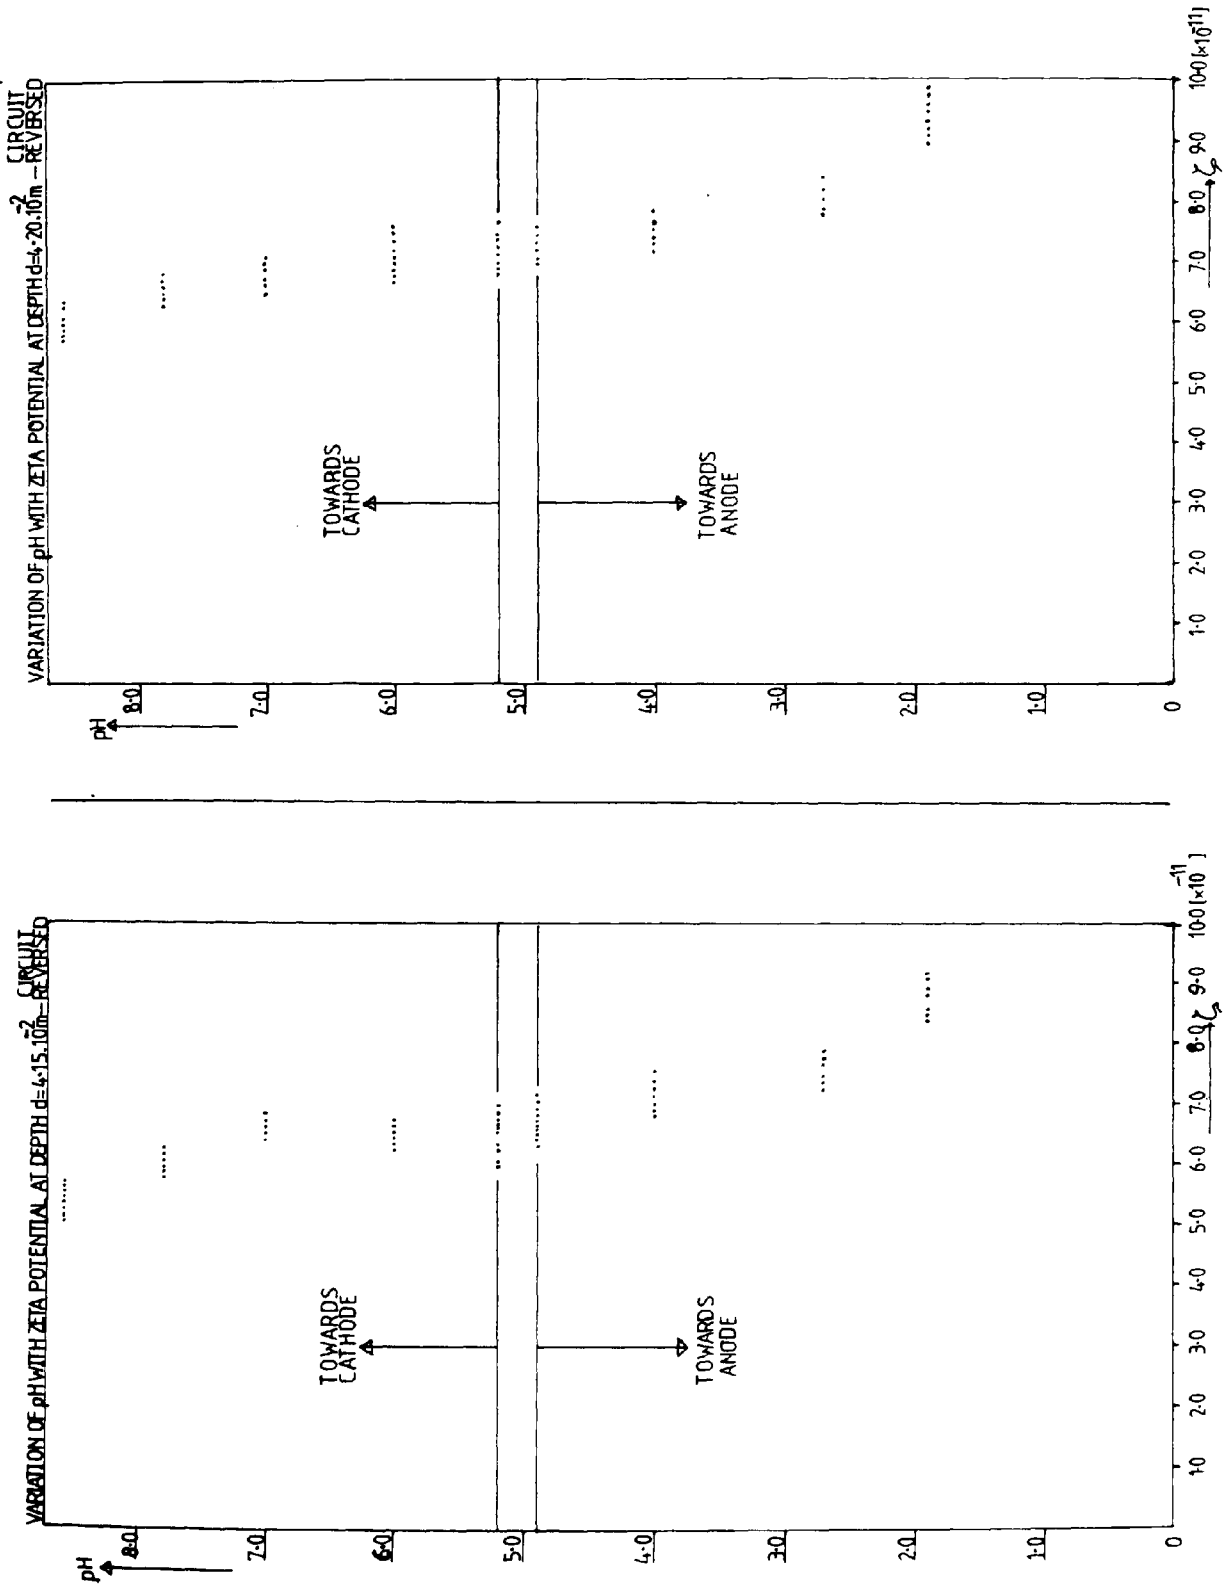 VARIATION OF pH WITH ZETA POTENTIAL AT DEPTH d=4·15.10⁻²m – REVERSED CIRCUIT
pH
8·0
7·0
6·0
5·0
4·0
3·0
2·0
1·0
0
TOWARDS
CATHODE
TOWARDS
ANODE
1·0 2·0 3·0 4·0 5·0 6·0 7·0 8·0 9·0 10·0 [×10⁻¹¹]
ζ
VARIATION OF pH WITH ZETA POTENTIAL AT DEPTH d=4·20.10⁻²m – REVERSED CIRCUIT
pH
8·0
7·0
6·0
5·0
4·0
3·0
2·0
1·0
0
TOWARDS
CATHODE
TOWARDS
ANODE
1·0 2·0 3·0 4·0 5·0 6·0 7·0 8·0 9·0 10·0 [×10⁻¹¹]
ζ